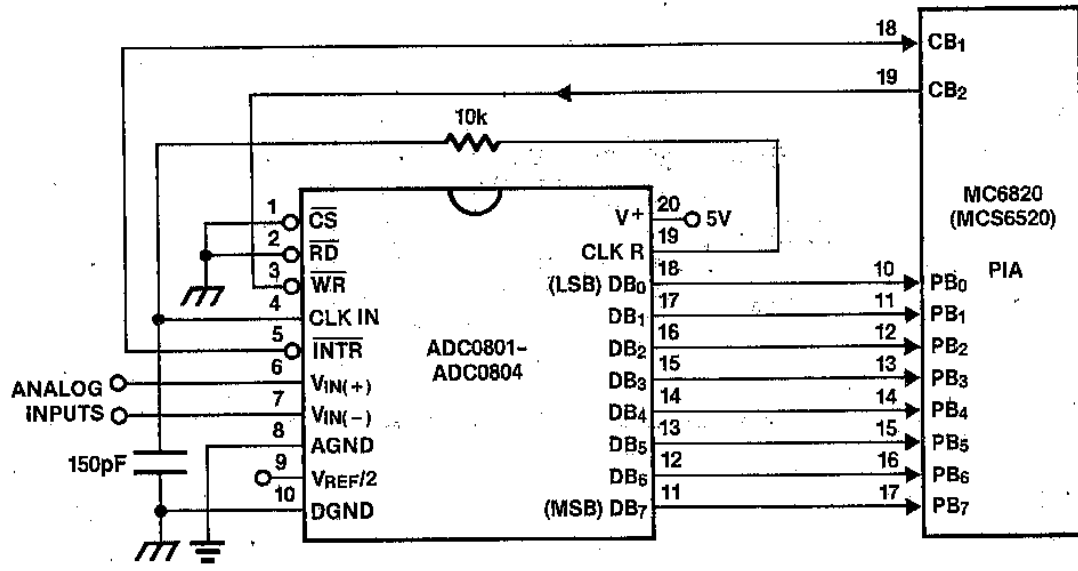 18 CB1
19 CB2
10k
MC6820
(MCS6520)
PIA
1 CS
2 RD
3 WR
4 CLK IN
5 INTR
6 VIN(+)
7 VIN(−)
8 AGND
9 VREF/2
10 DGND
ANALOG
INPUTS
150pF
ADC0801–
ADC0804
V+ 20 5V
CLK R 19
(LSB) DB0 18 10 PB0
DB1 17 11 PB1
DB2 16 12 PB2
DB3 15 13 PB3
DB4 14 14 PB4
DB5 13 15 PB5
DB6 12 16 PB6
(MSB) DB7 11 17 PB7